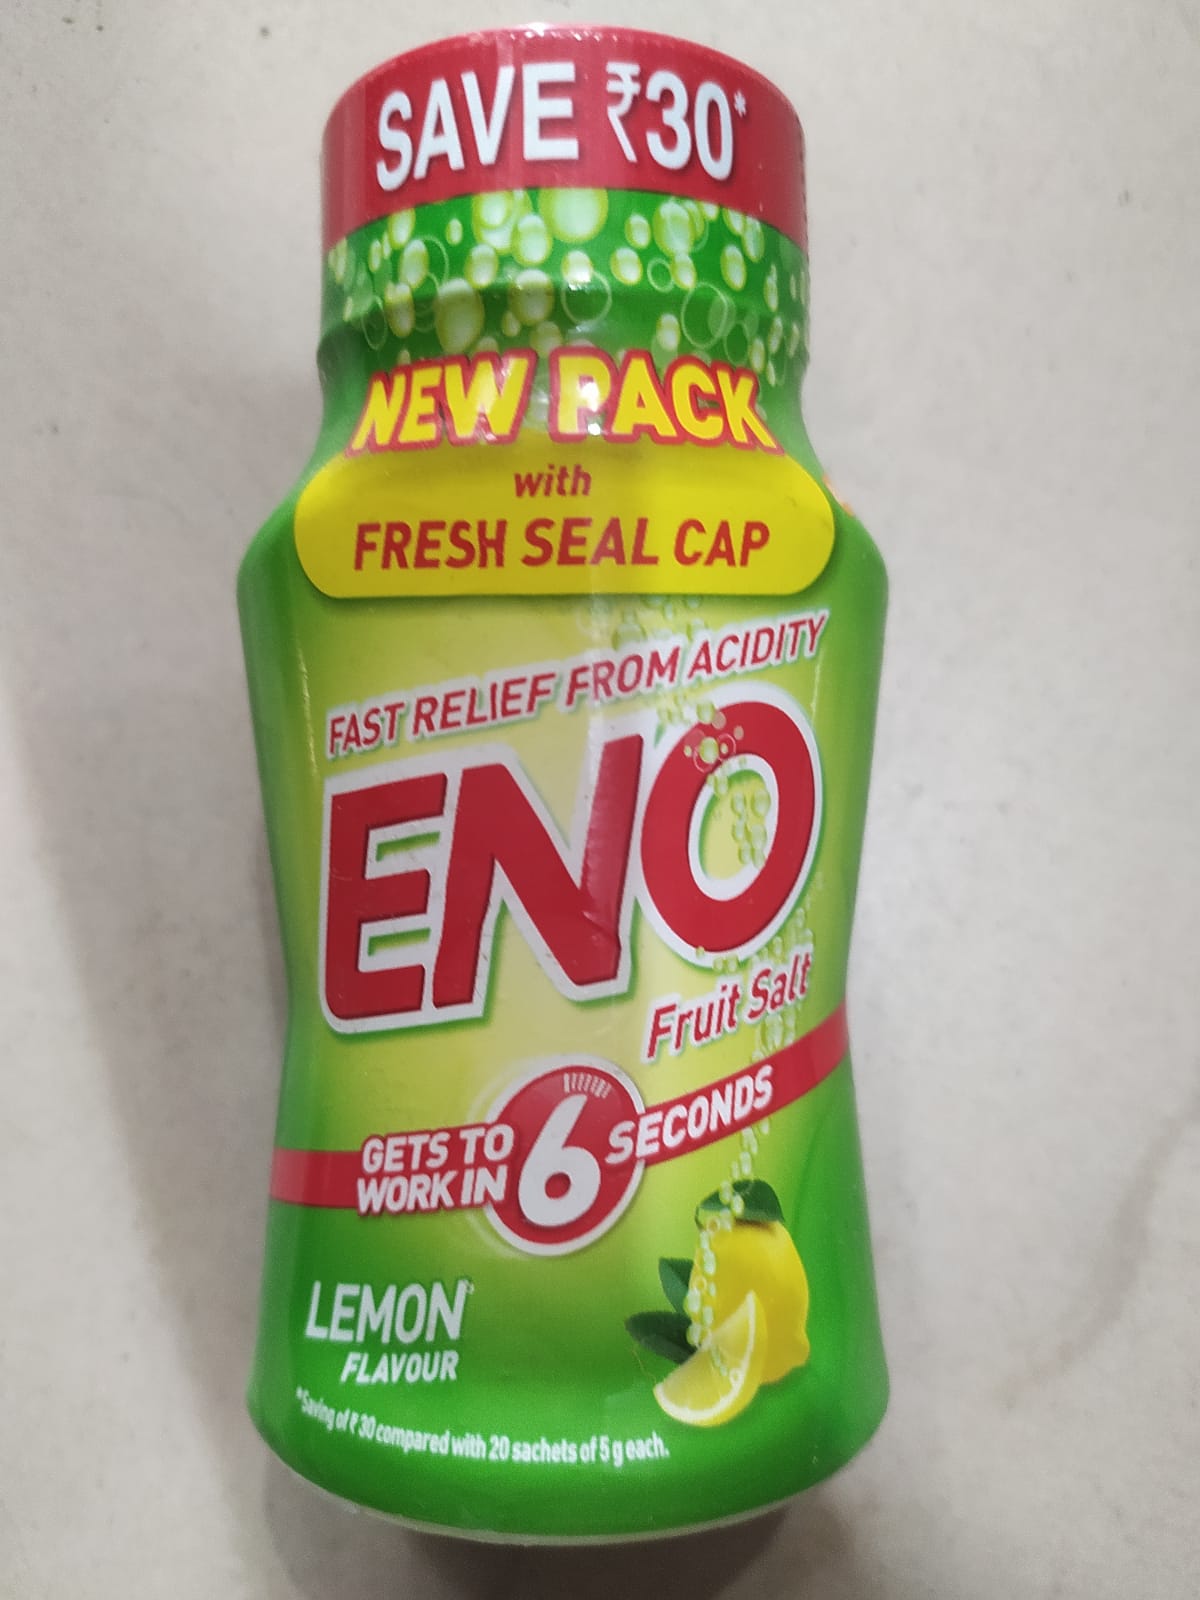 SAVE ₹30*
NEW PACK
with
FRESH SEAL CAP
FAST RELIEF FROM ACIDITY
ENO
Fruit Salt
GETS TO
WORK IN
6
SECONDS
LEMON
FLAVOUR
*Saving of ₹30 compared with 20 sachets of 5 g each.